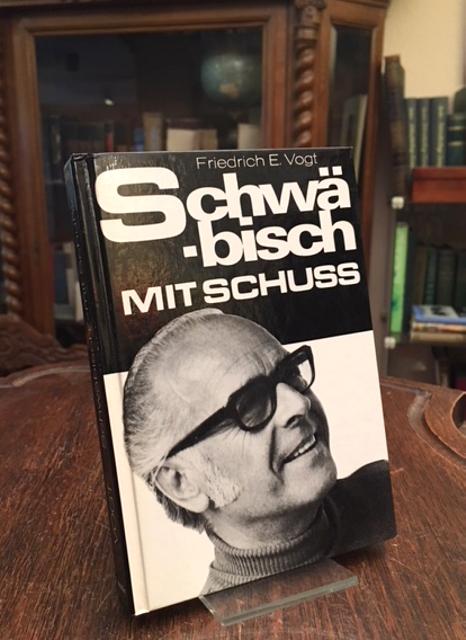 Friedrich E. Vogt
Schwä
-bisch
MIT SCHUSS